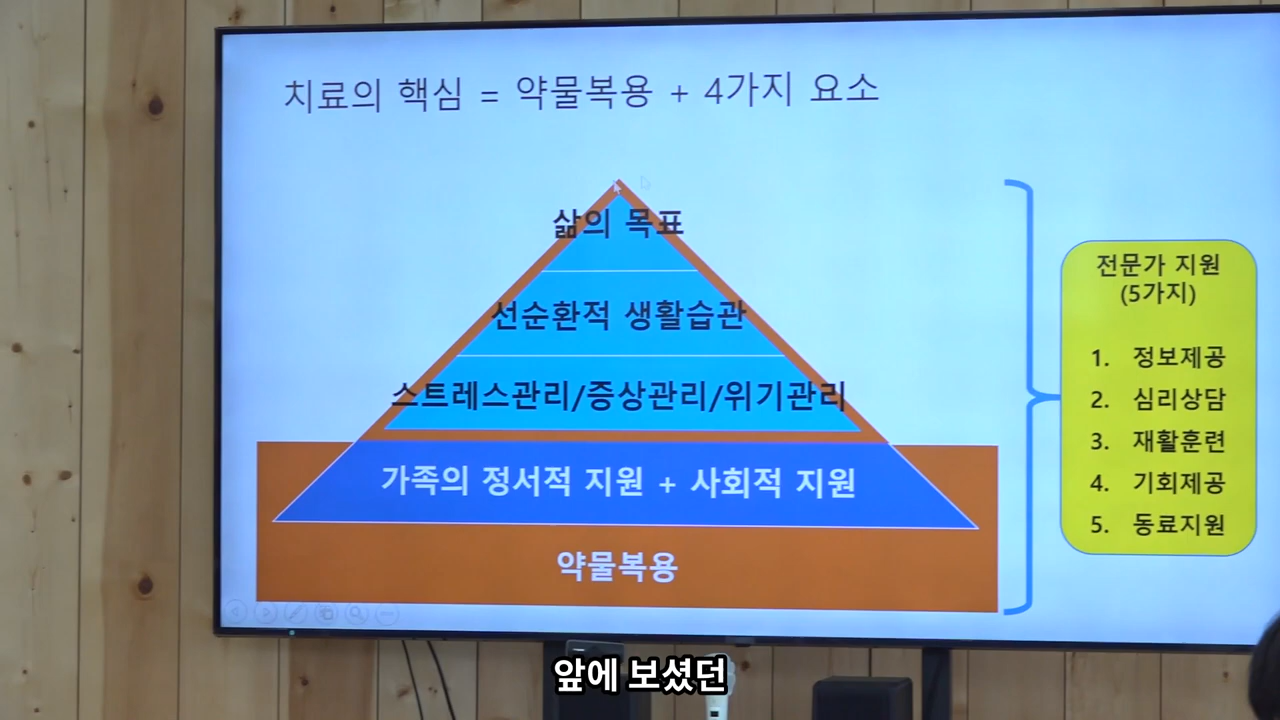 치료의 핵심 = 약물복용 + 4가지 요소
삶의 목표
선순환적 생활습관
스트레스관리/증상관리/위기관리
가족의 정서적 지원 + 사회적 지원
약물복용
전문가 지원
(5가지)
1. 정보제공
2. 심리상담
3. 재활훈련
4. 기회제공
5. 동료지원
앞에 보셨던